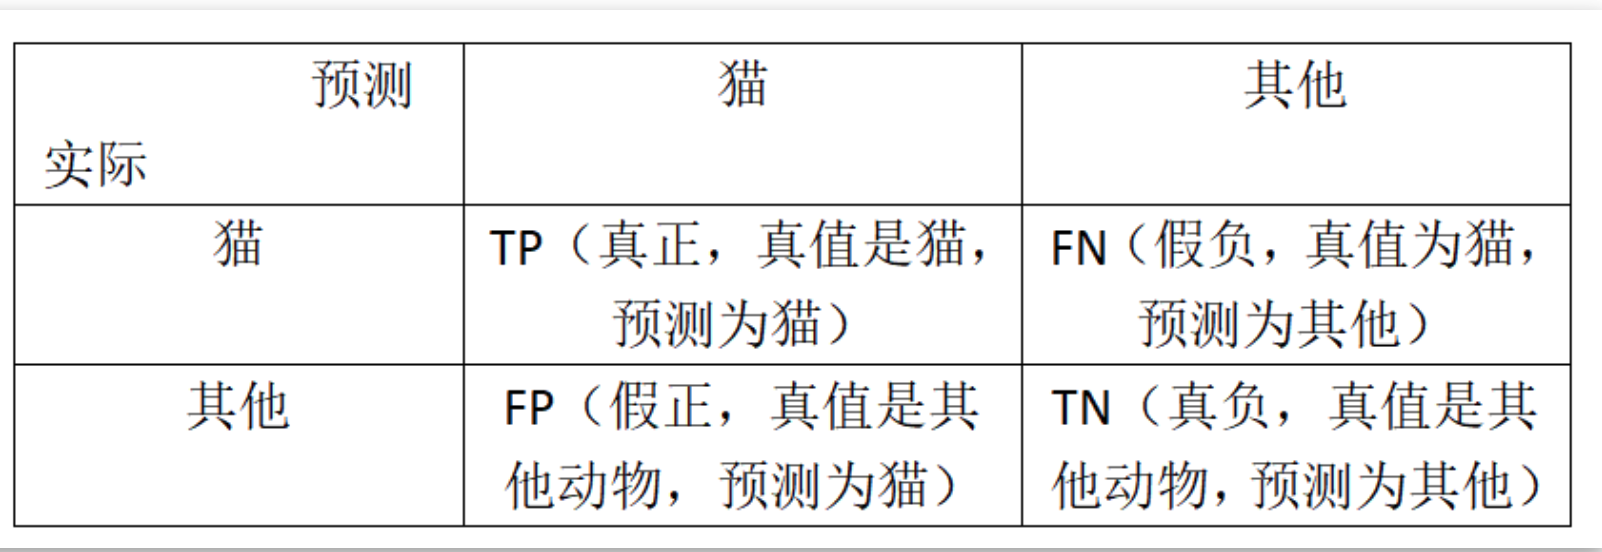 预测
实际
猫
其他
猫
TP（真正，真值是猫，
预测为猫）
FN（假负，真值为猫，
预测为其他）
其他
FP（假正，真值是其
他动物，预测为猫）
TN（真负，真值是其
他动物，预测为其他）